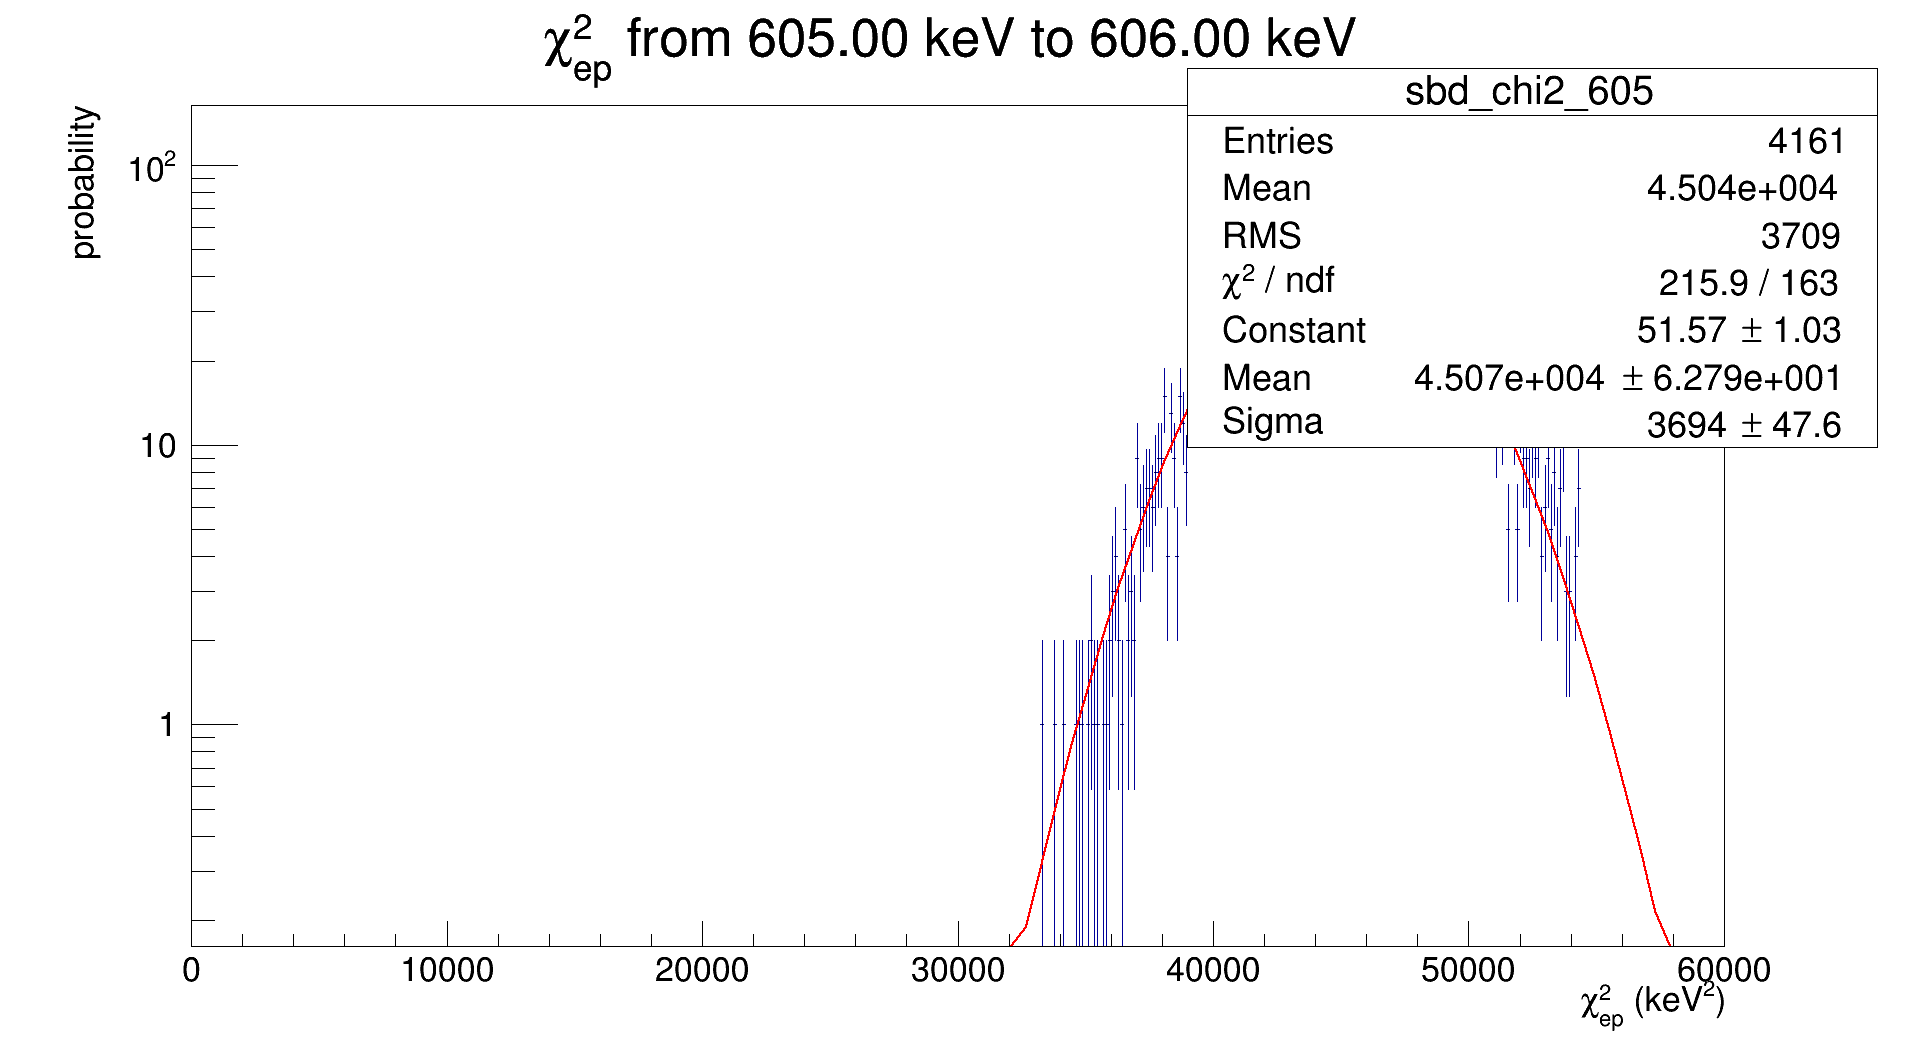 χ²ep from 605.00 keV to 606.00 keV
sbd_chi2_605
Entries 4161
Mean 4.504e+004
RMS 3709
χ² / ndf 215.9 / 163
Constant 51.57 ± 1.03
Mean 4.507e+004 ± 6.279e+001
Sigma 3694 ± 47.6
probability
10²
10
1
0 10000 20000 30000 40000 50000 60000
χ²ep (keV²)